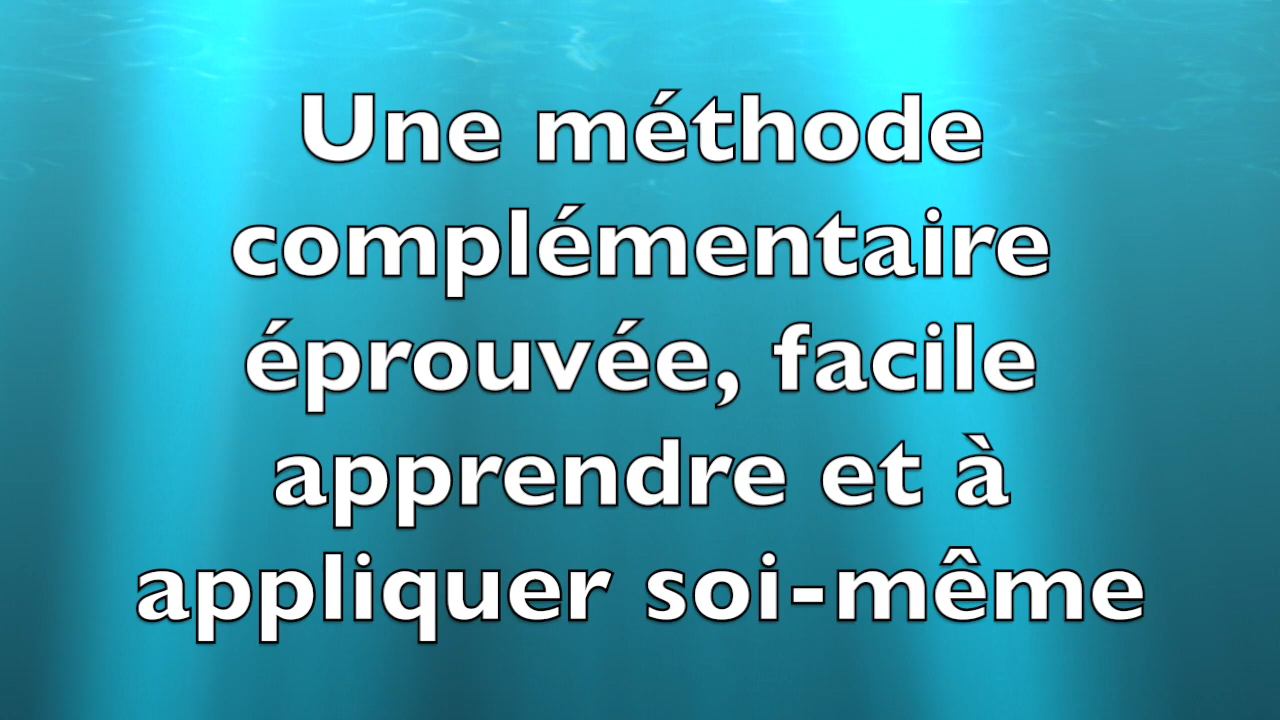 Une méthode
complémentaire
éprouvée, facile
apprendre et à
appliquer soi-même